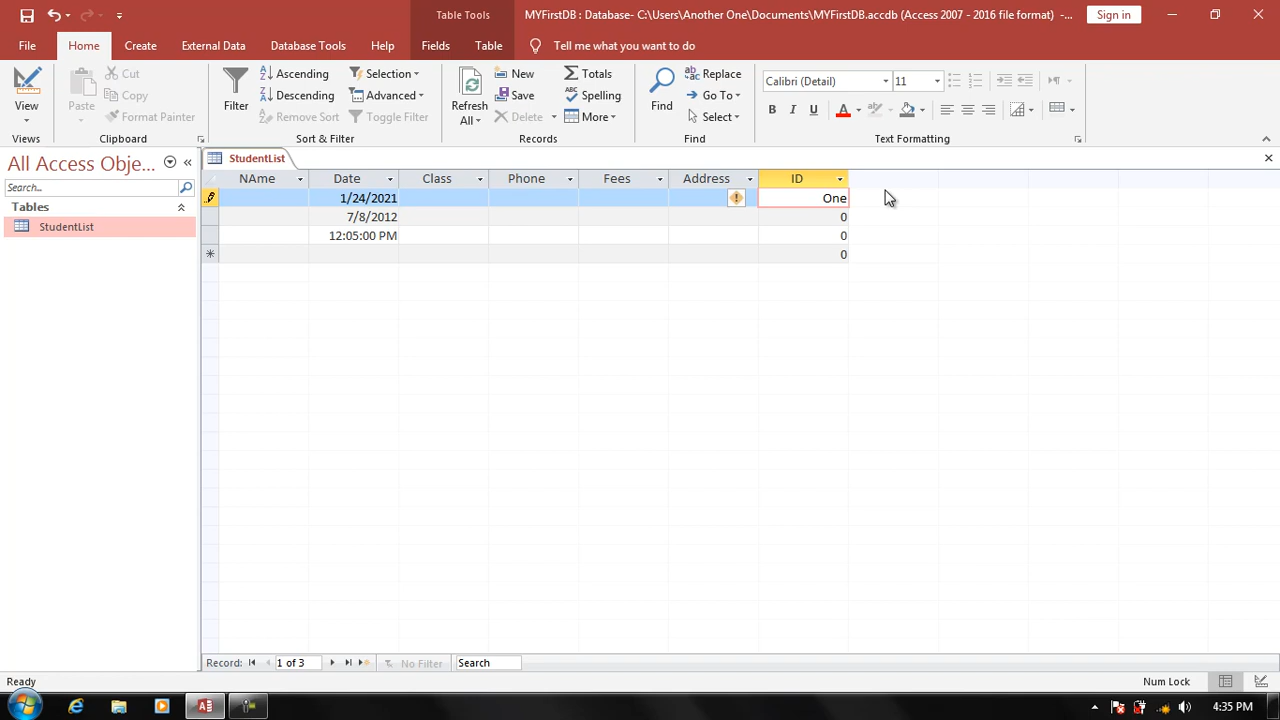 Table Tools
MYFirstDB : Database- C:\Users\Another One\Documents\MYFirstDB.accdb (Access 2007 - 2016 file format) -...
Sign in
File Home Create External Data Database Tools Help Fields Table Tell me what you want to do
View
Views
Paste
Cut
Copy
Format Painter
Clipboard
Filter
Ascending
Descending
Remove Sort
Selection
Advanced
Toggle Filter
Sort & Filter
Refresh
All
New
Save
Delete
Totals
Spelling
More
Records
Find
Replace
Go To
Select
Find
Calibri (Detail) 11
B I U A
Text Formatting
All Access Obje...
Search...
Tables
StudentList
StudentList
NAme Date Class Phone Fees Address ID
1/24/2021 One
7/8/2012 0
12:05:00 PM 0
0
Record: 1 of 3 No Filter Search
Ready Num Lock
4:35 PM